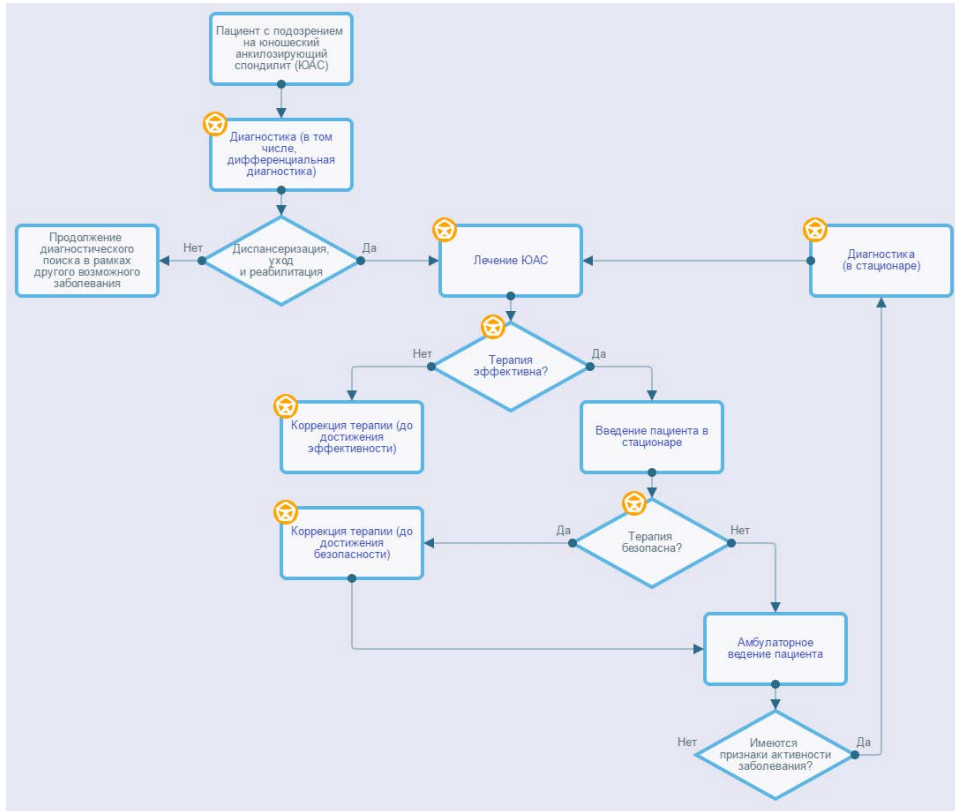 Пациент с подозрением
на юношеский
анкилозирующий
спондилит (ЮАС)
Диагностика (в том
числе,
дифференциальная
диагностика)
Продолжение
диагностического
поиска в рамках
другого возможного
заболевания
Нет
Диспансеризация,
уход
и реабилитация
Да
Лечение ЮАС
Диагностика
(в стационаре)
Нет
Терапия
эффективна?
Да
Коррекция терапии (до
достижения
эффективности)
Введение пациента в
стационаре
Коррекция терапии (до
достижения
безопасности)
Да
Терапия
безопасна?
Нет
Амбулаторное
ведение пациента
Нет
Имеются
признаки активности
заболевания?
Да